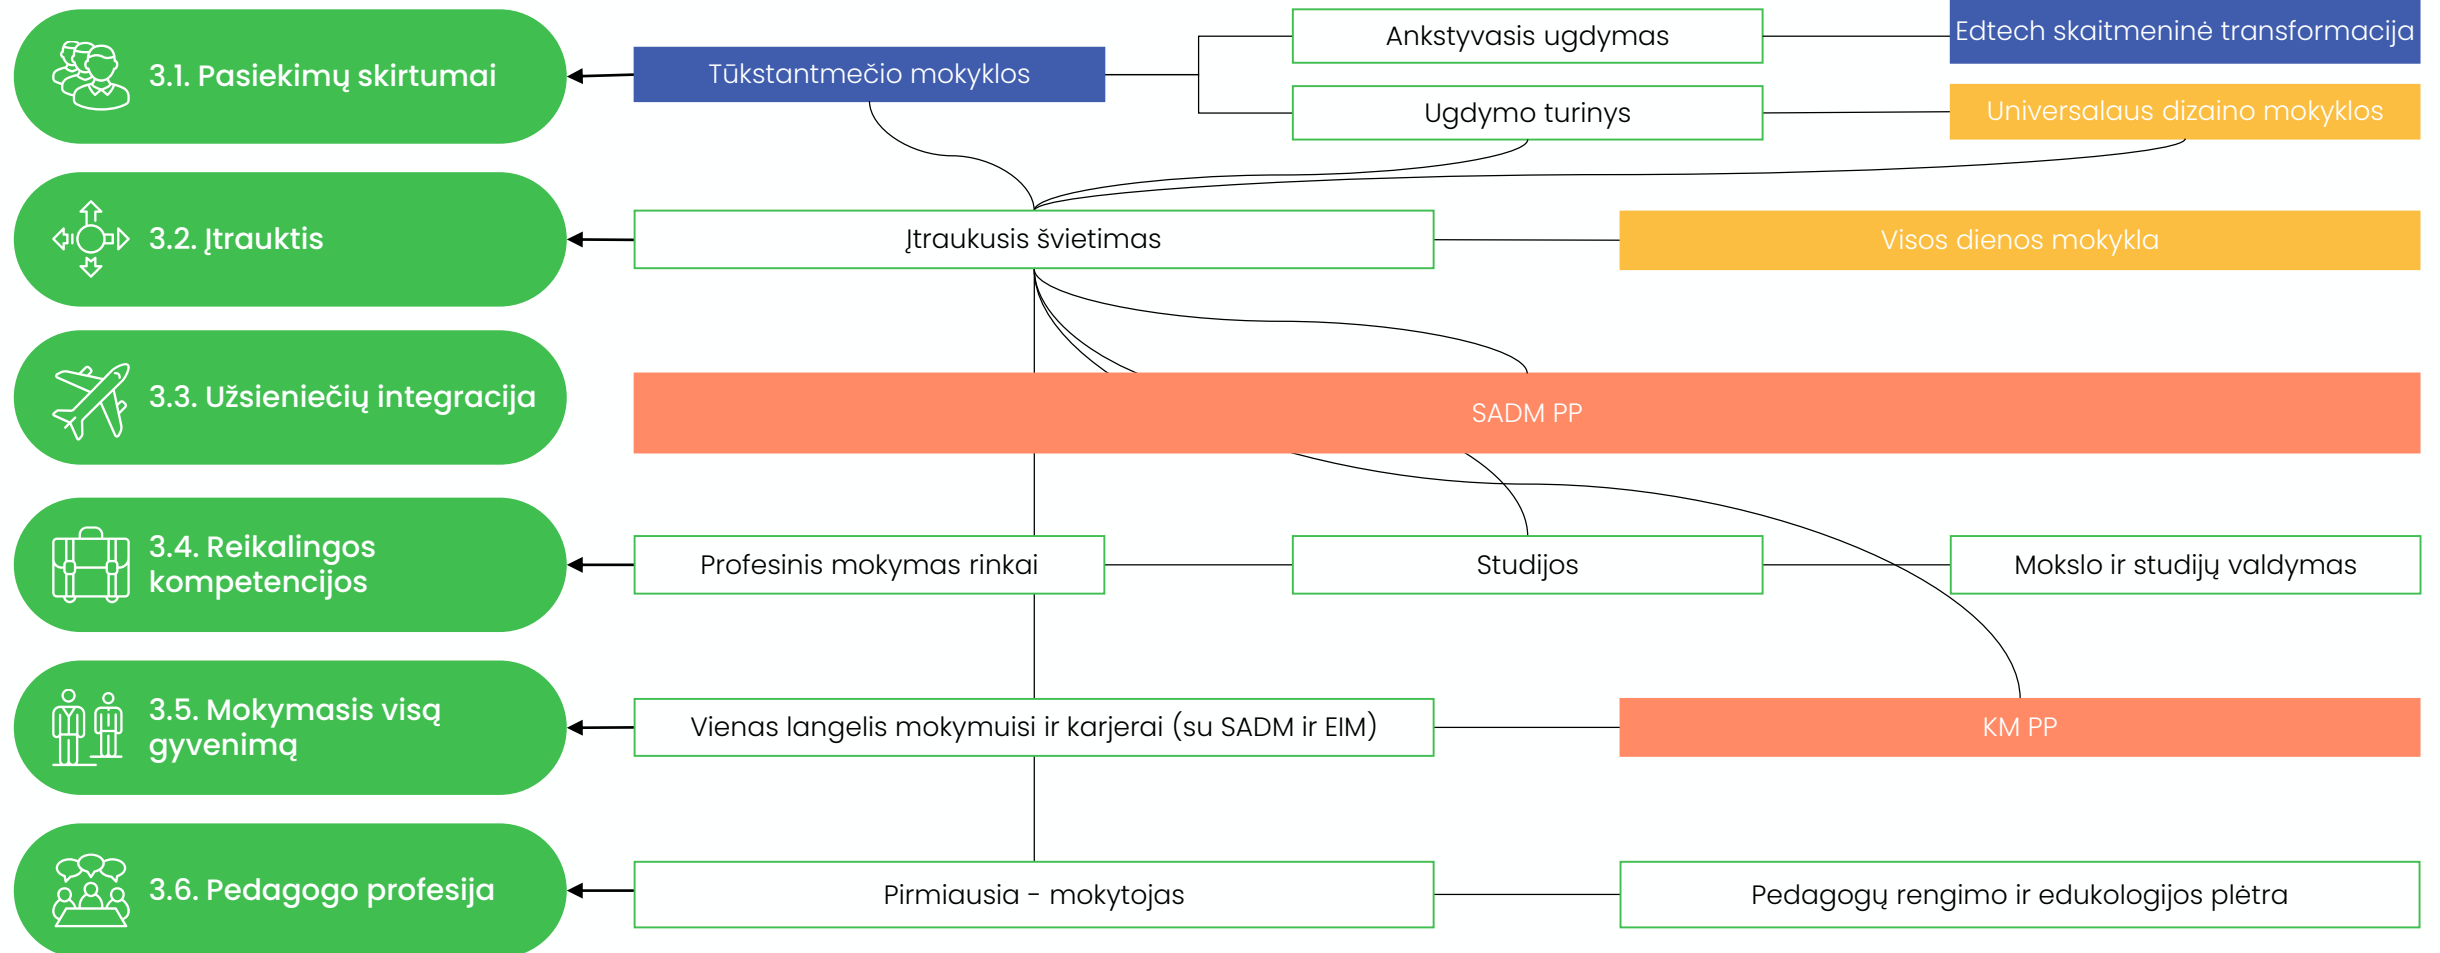 3.1. Pasiekimų skirtumai
Tūkstantmečio mokyklos
Ankstyvasis ugdymas
Edtech skaitmeninė transformacija
Ugdymo turinys
Universalaus dizaino mokyklos
3.2. Įtrauktis
Įtraukusis švietimas
Visos dienos mokykla
3.3. Užsieniečių integracija
SADM PP
3.4. Reikalingos
kompetencijos
Profesinis mokymas rinkai
Studijos
Mokslo ir studijų valdymas
3.5. Mokymasis visą
gyvenimą
Vienas langelis mokymuisi ir karjerai (su SADM ir EIM)
KM PP
3.6. Pedagogo profesija
Pirmiausia - mokytojas
Pedagogų rengimo ir edukologijos plėtra